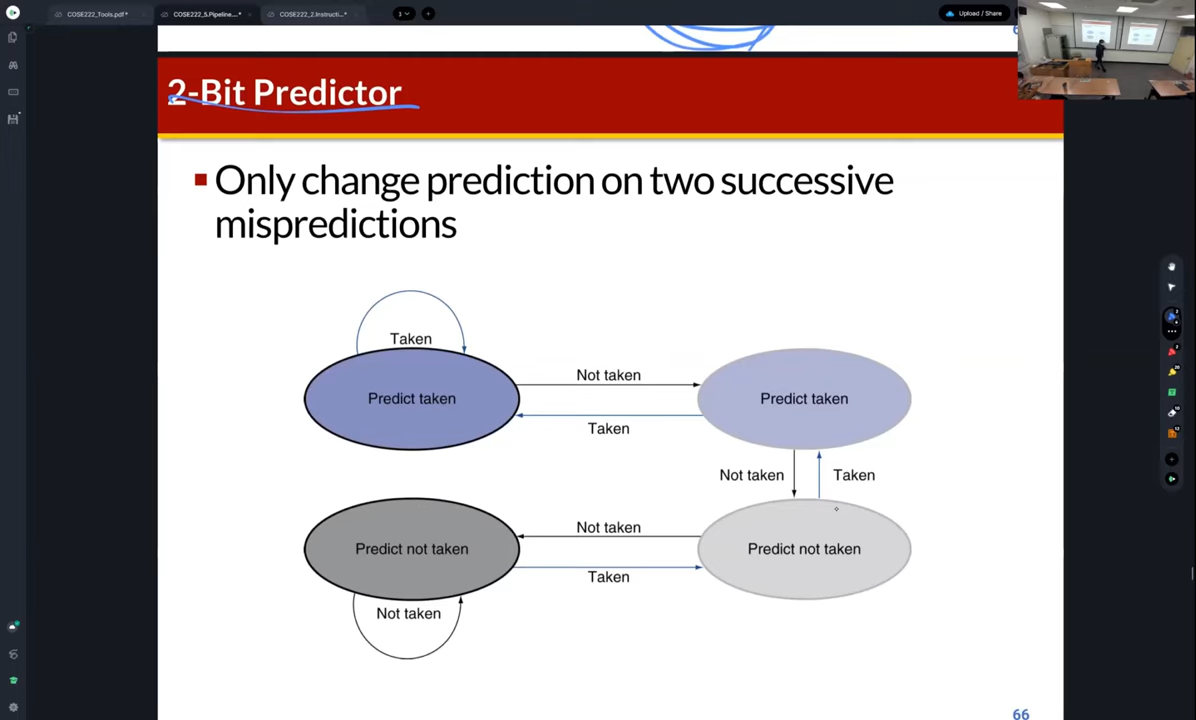 COSE222_Tools.pdf*
COSE222_5.Pipeline....*
COSE222_2.Instructi...*
1
Upload / Share
2-Bit Predictor
Only change prediction on two successive
mispredictions
Taken
Predict taken
Not taken
Taken
Predict taken
Not taken
Taken
Predict not taken
Not taken
Taken
Predict not taken
Not taken
66